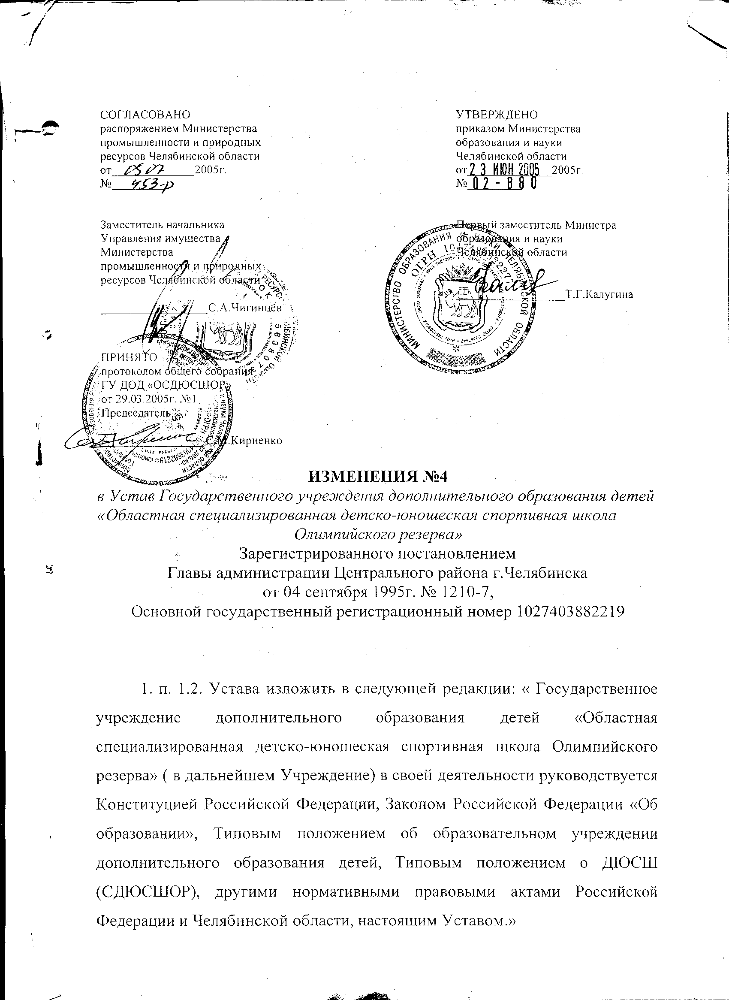 СОГЛАСОВАНО
распоряжением Министерства
промышленности и природных
ресурсов Челябинской области
от 05 07 2005г.
№ 453-р
Заместитель начальника
Управления имущества
Министерства
промышленности и природных
ресурсов Челябинской области
С.А.Чигинцев
ПРИНЯТО
протоколом общего собрания
ГУ ДОД «ОСДЮСШОР»
от 29.03.2005г. №1
Председатель
С.М.Кириенко
УТВЕРЖДЕНО
приказом Министерства
образования и науки
Челябинской области
от 23 ИЮН 2005 2005г.
№ 02-880
Первый заместитель Министра
образования и науки
Челябинской области
Т.Г.Калугина
МИНИСТЕРСТВО ОБРАЗОВАНИЯ И НАУКИ ЧЕЛЯБИНСКОЙ ОБЛАСТИ
ИЗМЕНЕНИЯ №4
в Устав Государственного учреждения дополнительного образования детей
«Областная специализированная детско-юношеская спортивная школа
Олимпийского резерва»
Зарегистрированного постановлением
Главы администрации Центрального района г.Челябинска
от 04 сентября 1995г. № 1210-7,
Основной государственный регистрационный номер 1027403882219
1. п. 1.2. Устава изложить в следующей редакции: « Государственное
учреждение дополнительного образования детей «Областная
специализированная детско-юношеская спортивная школа Олимпийского
резерва» ( в дальнейшем Учреждение) в своей деятельности руководствуется
Конституцией Российской Федерации, Законом Российской Федерации «Об
образовании», Типовым положением об образовательном учреждении
дополнительного образования детей, Типовым положением о ДЮСШ
(СДЮСШОР), другими нормативными правовыми актами Российской
Федерации и Челябинской области, настоящим Уставом.»